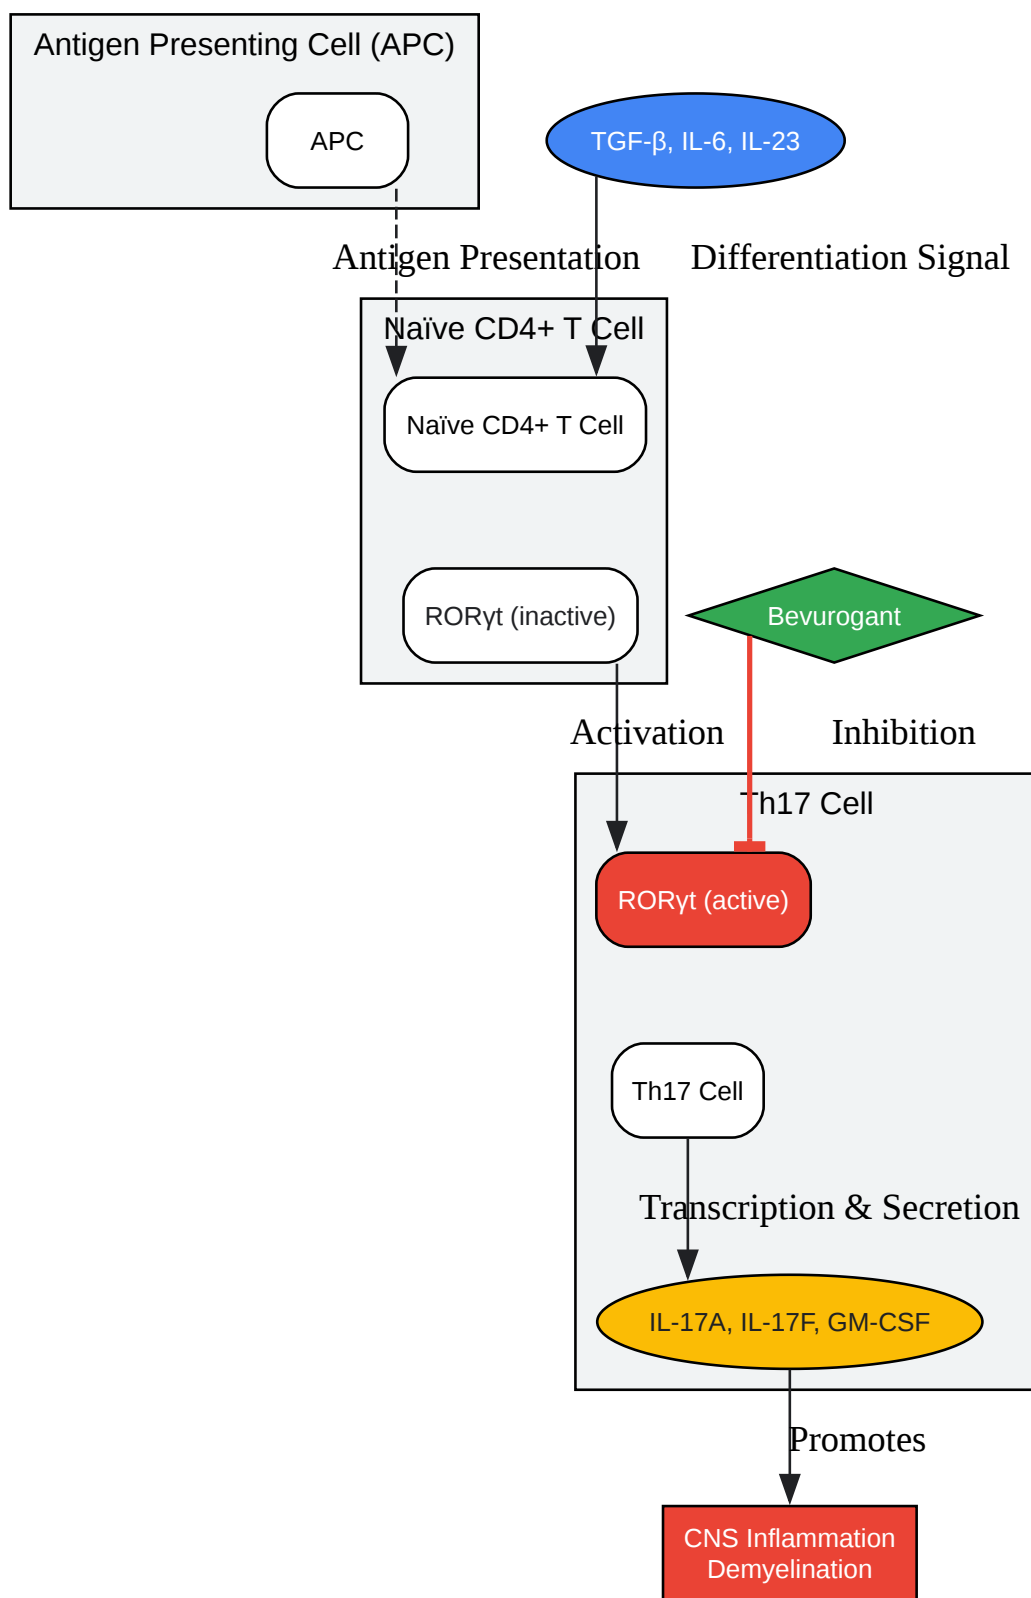 Antigen Presenting Cell (APC)
APC
TGF-β, IL-6, IL-23
Antigen Presentation
Differentiation Signal
Naïve CD4+ T Cell
Naïve CD4+ T Cell
RORγt (inactive)
Bevurogant
Activation
Inhibition
Th17 Cell
RORγt (active)
Th17 Cell
Transcription & Secretion
IL-17A, IL-17F, GM-CSF
Promotes
CNS Inflammation
Demyelination